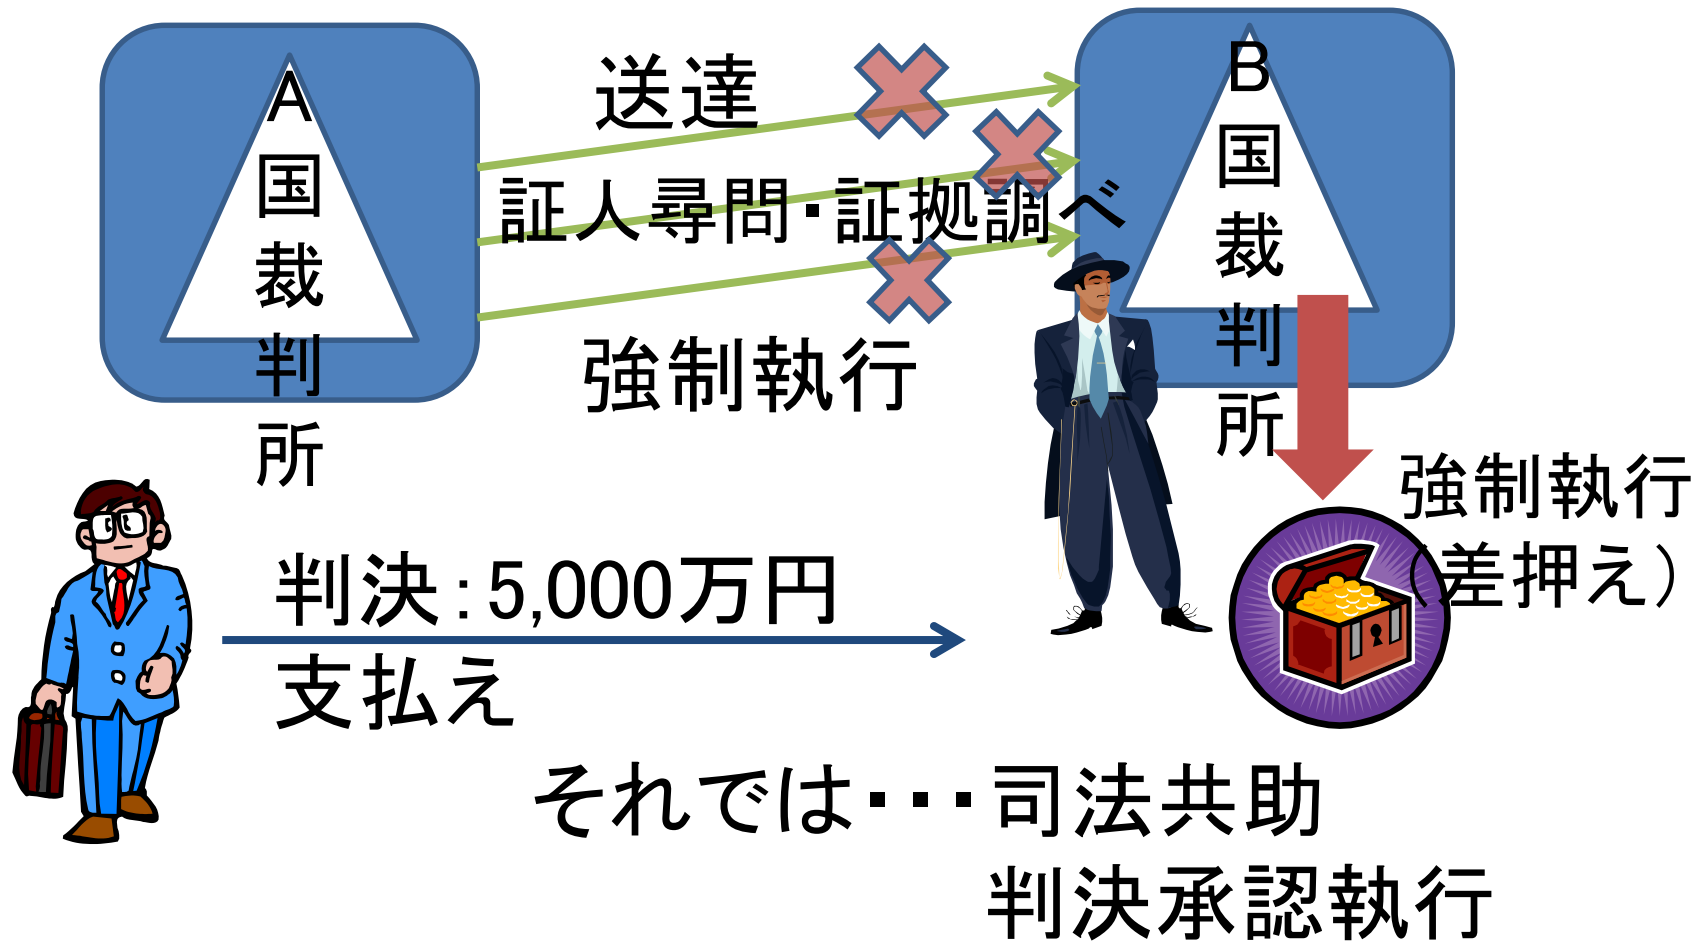 A国裁判所
送達
証人尋問・証拠調べ
強制執行
B国裁判所
強制執行
（差押え）
判決：5,000万円
支払え
それでは・・・司法共助
判決承認執行